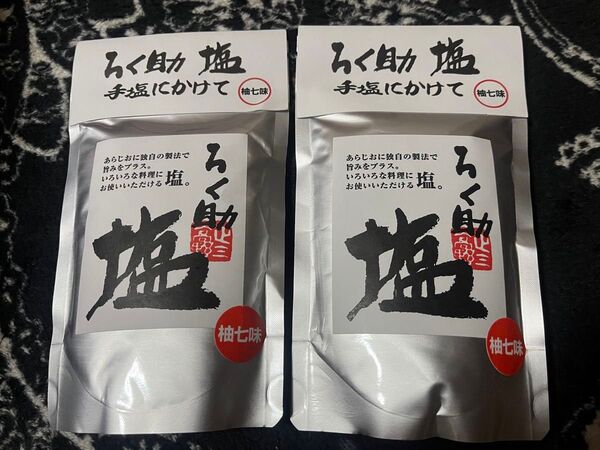 ろく助 塩
手塩にかけて
柚七味
あらじおに独自の製法で
旨みをプラス。
いろいろな料理に
お使いいただける 塩。
ろく助
塩
柚七味
ろく助 塩
手塩にかけて
柚七味
あらじおに独自の製法で
旨みをプラス。
いろいろな料理に
お使いいただける 塩。
ろく助
塩
柚七味